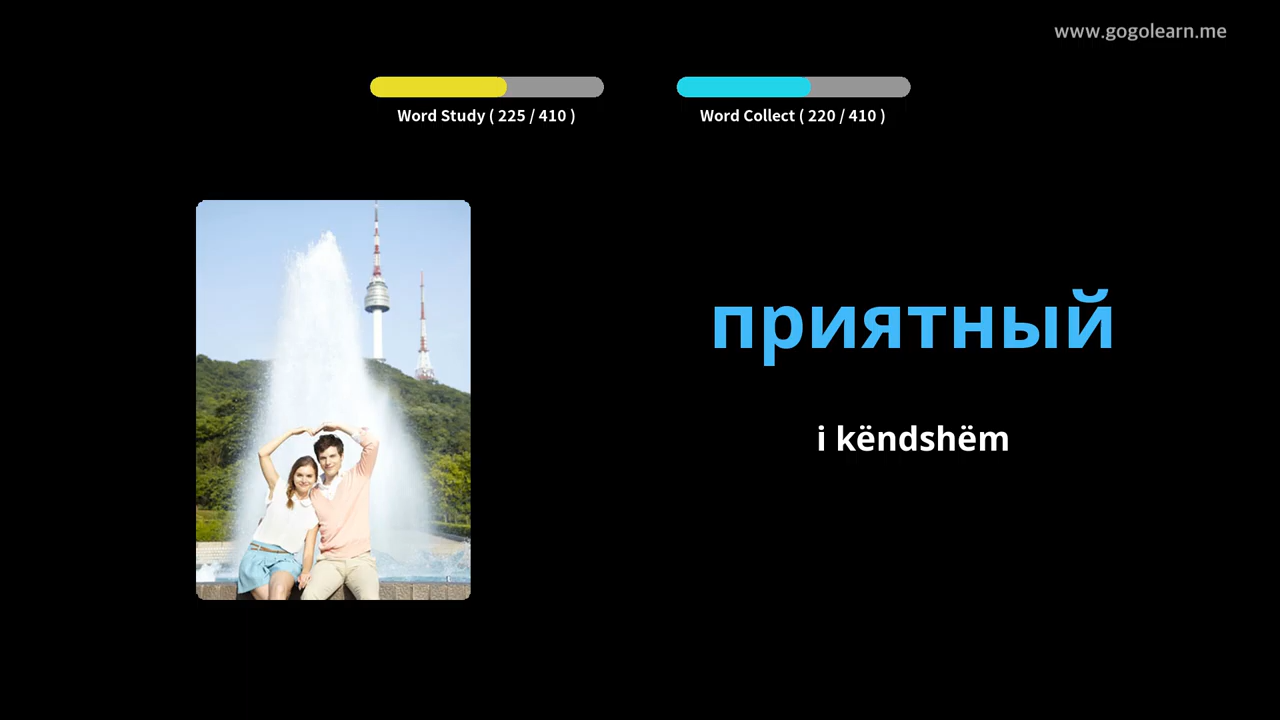 www.gogolearn.me
Word Study ( 225 / 410 )
Word Collect ( 220 / 410 )
приятный
i këndshëm